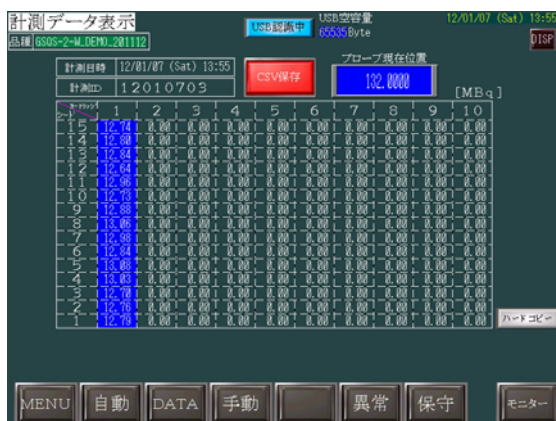 計測データ表示
USB認識中
USB空容量
65535Byte
12/01/07 (Sat) 13:55
品種 GSOS-2-W_DEMO_201112
DISP
計測日時 12/01/07 (Sat) 13:55
計測ID 12010703
CSV保存
プローブ現在位置
132.0000
[MBq]
カートリッジ 1 2 3 4 5 6 7 8 9 10
シード
15 12.74 0.00 0.00 0.00 0.00 0.00 0.00 0.00 0.00 0.00
14 12.80 0.00 0.00 0.00 0.00 0.00 0.00 0.00 0.00 0.00
13 12.84 0.00 0.00 0.00 0.00 0.00 0.00 0.00 0.00 0.00
12 12.64 0.00 0.00 0.00 0.00 0.00 0.00 0.00 0.00 0.00
11 12.96 0.00 0.00 0.00 0.00 0.00 0.00 0.00 0.00 0.00
10 12.73 0.00 0.00 0.00 0.00 0.00 0.00 0.00 0.00 0.00
9 12.88 0.00 0.00 0.00 0.00 0.00 0.00 0.00 0.00 0.00
8 13.06 0.00 0.00 0.00 0.00 0.00 0.00 0.00 0.00 0.00
7 12.98 0.00 0.00 0.00 0.00 0.00 0.00 0.00 0.00 0.00
6 12.84 0.00 0.00 0.00 0.00 0.00 0.00 0.00 0.00 0.00
5 13.08 0.00 0.00 0.00 0.00 0.00 0.00 0.00 0.00 0.00
4 13.03 0.00 0.00 0.00 0.00 0.00 0.00 0.00 0.00 0.00
3 12.70 0.00 0.00 0.00 0.00 0.00 0.00 0.00 0.00 0.00
2 12.76 0.00 0.00 0.00 0.00 0.00 0.00 0.00 0.00 0.00
1 12.79 0.00 0.00 0.00 0.00 0.00 0.00 0.00 0.00 0.00
ハードコピー
MENU 自動 DATA 手動 異常 保守 モニター